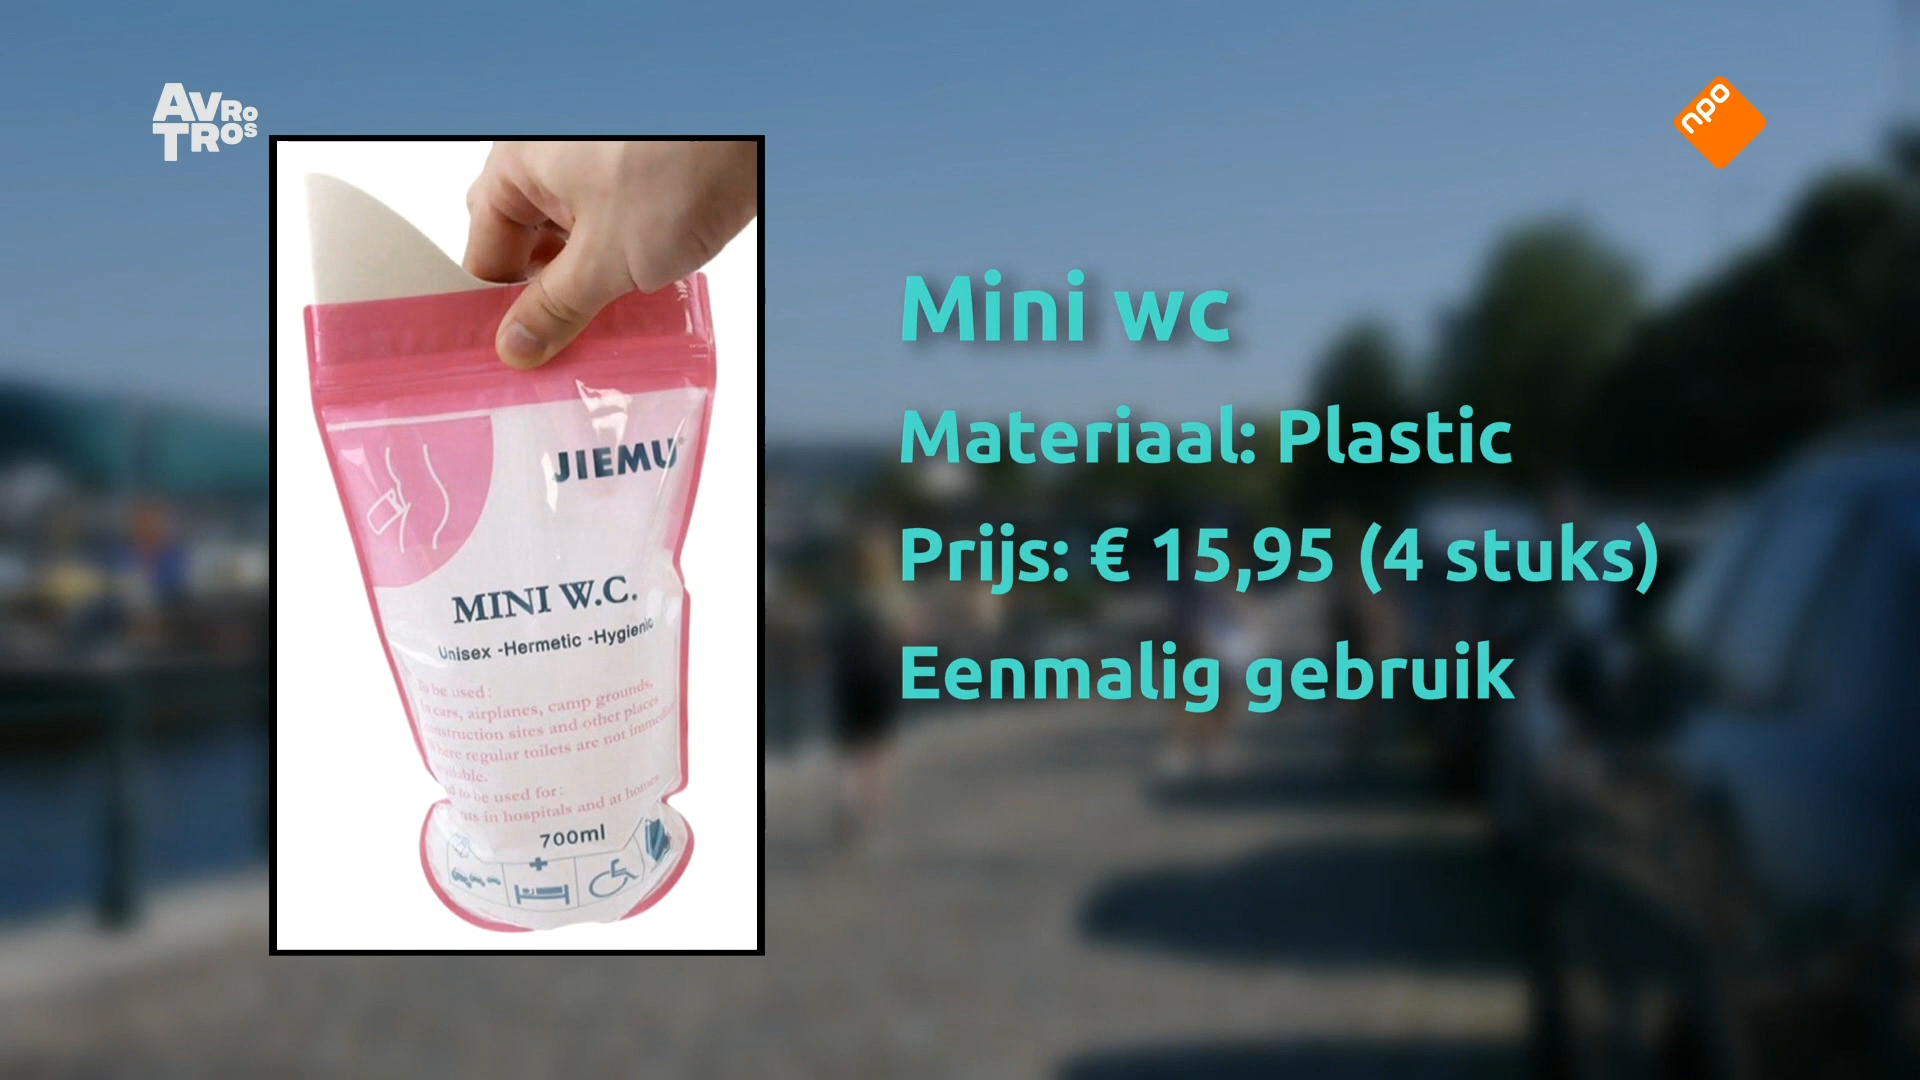 AVRO
TROS
npo
Mini wc
Materiaal: Plastic
Prijs: € 15,95 (4 stuks)
Eenmalig gebruik
JIEMU
MINI W.C.
Unisex -Hermetic -Hygienic
To be used:
In cars, airplanes, camp grounds,
construction sites and other places
where regular toilets are not
to be used for:
in hospitals and at homes
700ml